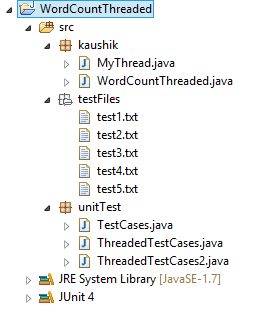 WordCountThreaded
src
kaushik
MyThread.java
WordCountThreaded.java
testFiles
test1.txt
test2.txt
test3.txt
test4.txt
test5.txt
unitTest
TestCases.java
ThreadedTestCases.java
ThreadedTestCases2.java
JRE System Library [JavaSE-1.7]
JUnit 4